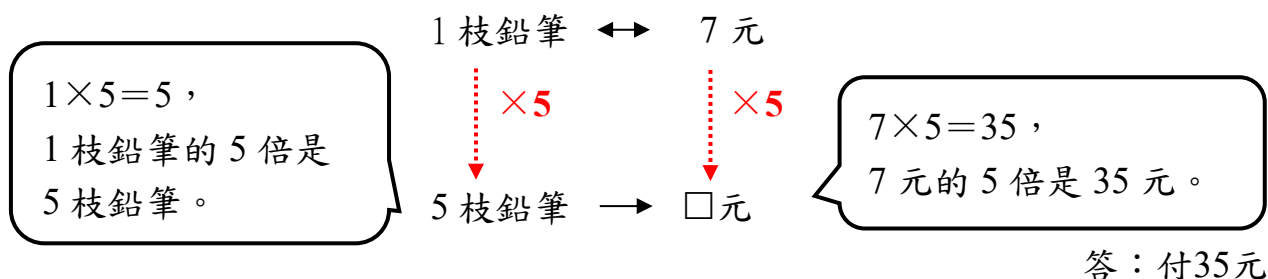 1枝鉛筆 ↔ 7元
1×5=5，
1枝鉛筆的5倍是
5枝鉛筆。
×5
×5
7×5=35，
7元的5倍是35元。
5枝鉛筆 → □元
答：付35元